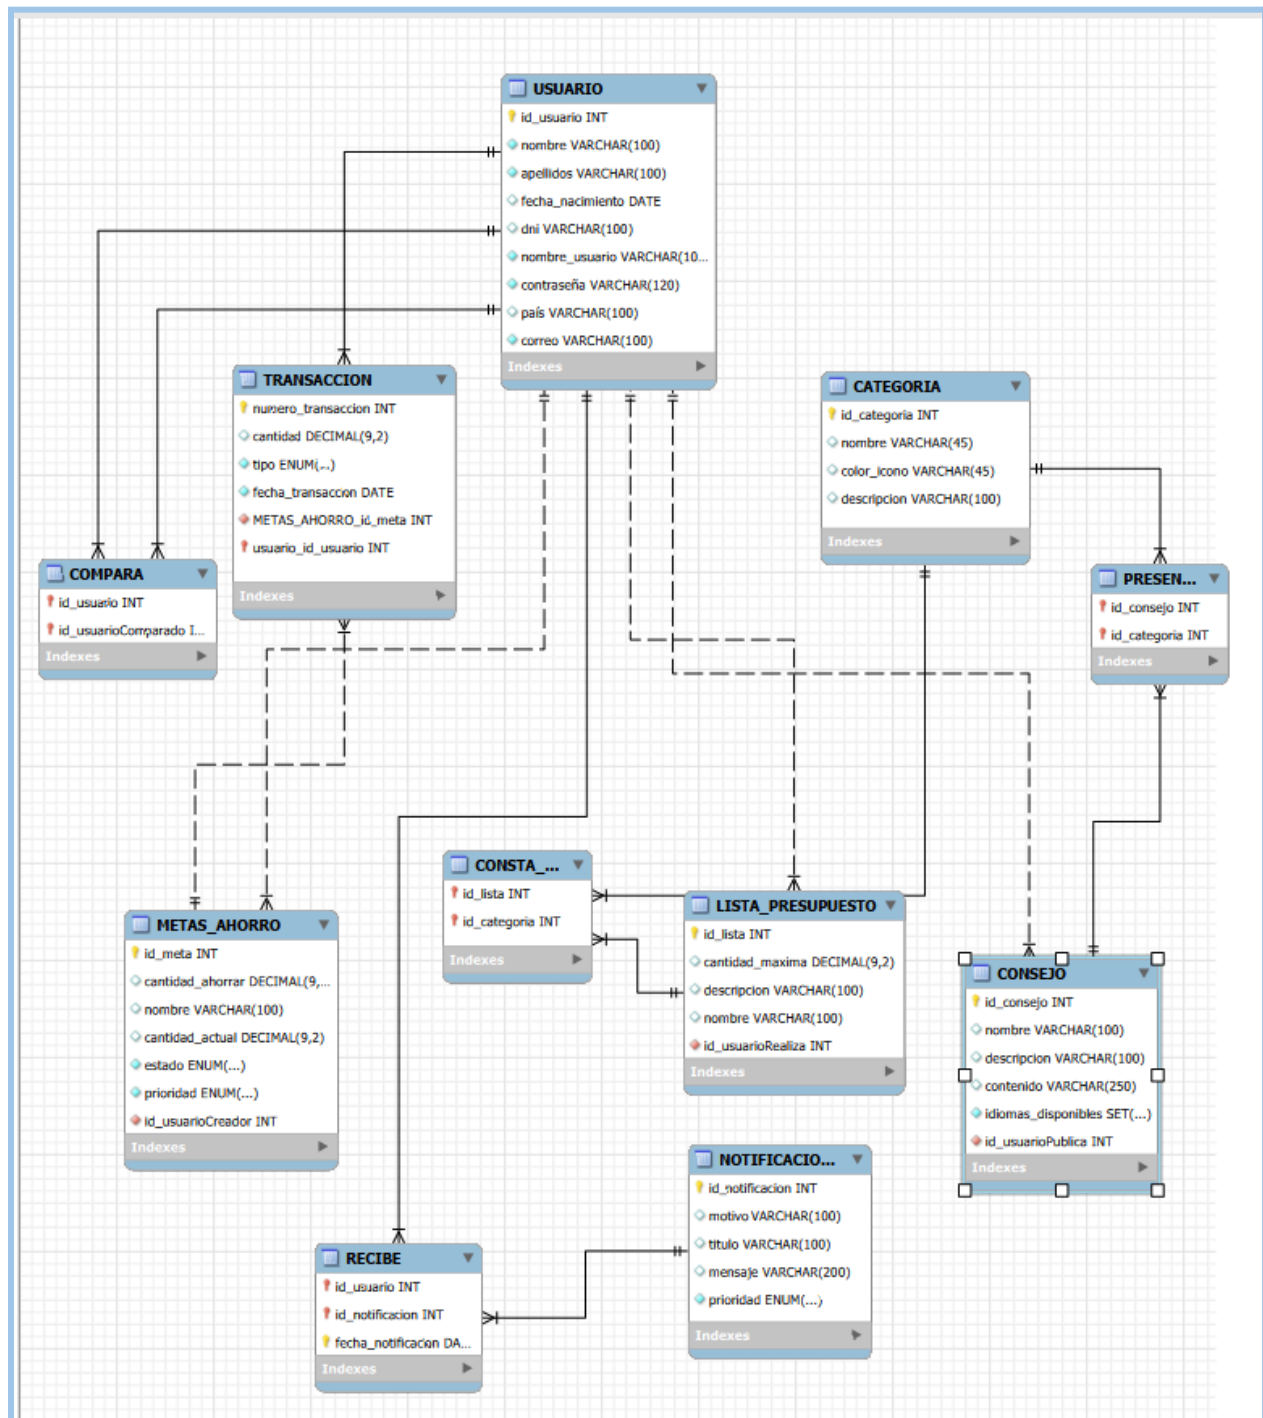 USUARIO
id_usuario INT
nombre VARCHAR(100)
apellidos VARCHAR(100)
fecha_nacimiento DATE
dni VARCHAR(100)
nombre_usuario VARCHAR(10...
contraseña VARCHAR(120)
país VARCHAR(100)
correo VARCHAR(100)
Indexes
TRANSACCION
numero_transaccion INT
cantidad DECIMAL(9,2)
tipo ENUM(...)
fecha_transaccion DATE
METAS_AHORRO_id_meta INT
usuario_id_usuario INT
Indexes
CATEGORIA
id_categoria INT
nombre VARCHAR(45)
color_icono VARCHAR(45)
descripcion VARCHAR(100)
Indexes
COMPARA
id_usuario INT
id_usuarioComparado I...
Indexes
PRESEN...
id_consejo INT
id_categoria INT
Indexes
CONSTA_...
id_lista INT
id_categoria INT
Indexes
LISTA_PRESUPUESTO
id_lista INT
cantidad_maxima DECIMAL(9,2)
descripcion VARCHAR(100)
nombre VARCHAR(100)
id_usuarioRealiza INT
Indexes
METAS_AHORRO
id_meta INT
cantidad_ahorrar DECIMAL(9,...
nombre VARCHAR(100)
cantidad_actual DECIMAL(9,2)
estado ENUM(...)
prioridad ENUM(...)
id_usuarioCreador INT
Indexes
CONSEJO
id_consejo INT
nombre VARCHAR(100)
descripcion VARCHAR(100)
contenido VARCHAR(250)
idiomas_disponibles SET(...)
id_usuarioPublica INT
Indexes
NOTIFICACIO...
id_notificacion INT
motivo VARCHAR(100)
titulo VARCHAR(100)
mensaje VARCHAR(200)
prioridad ENUM(...)
Indexes
RECIBE
id_usuario INT
id_notificacion INT
fecha_notificacion DA...
Indexes